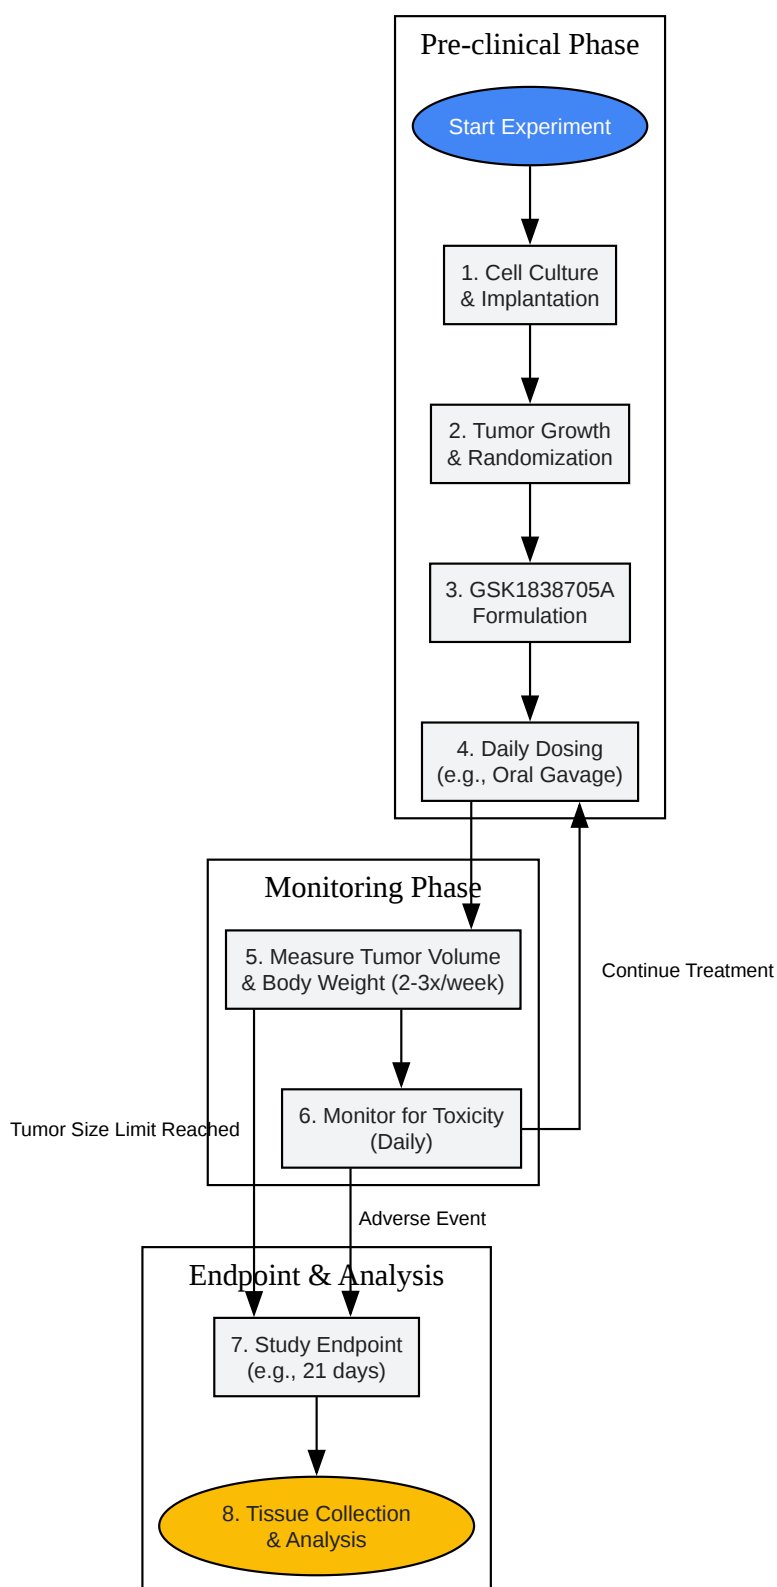 Pre-clinical Phase
Start Experiment
1. Cell Culture
& Implantation
2. Tumor Growth
& Randomization
3. GSK1838705A
Formulation
4. Daily Dosing
(e.g., Oral Gavage)
Monitoring Phase
5. Measure Tumor Volume
& Body Weight (2-3x/week)
Continue Treatment
6. Monitor for Toxicity
(Daily)
Tumor Size Limit Reached
Adverse Event
Endpoint & Analysis
7. Study Endpoint
(e.g., 21 days)
8. Tissue Collection
& Analysis